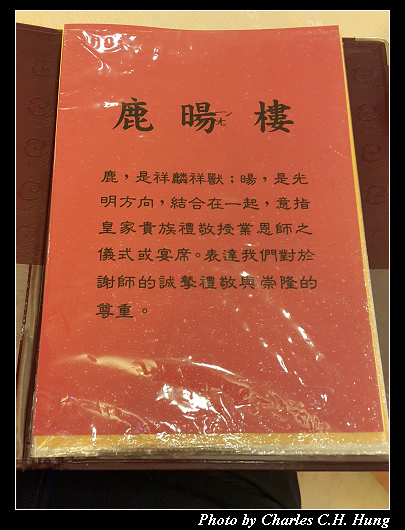 鹿 暘 樓
鹿，是祥麟祥獸；暘，是光
明方向，結合在一起，意指
皇家貴族禮敬授業恩師之
儀式或宴席。表達我們對於
謝師的誠摯禮敬與崇隆的
尊重。
Photo by Charles C.H. Hung